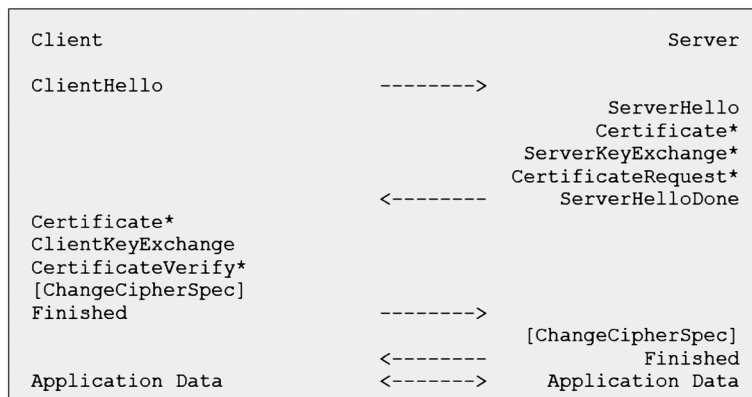 Client Server
ClientHello -------->
ServerHello
Certificate*
ServerKeyExchange*
CertificateRequest*
<-------- ServerHelloDone
Certificate*
ClientKeyExchange
CertificateVerify*
[ChangeCipherSpec]
Finished -------->
[ChangeCipherSpec]
<-------- Finished
Application Data <-------> Application Data